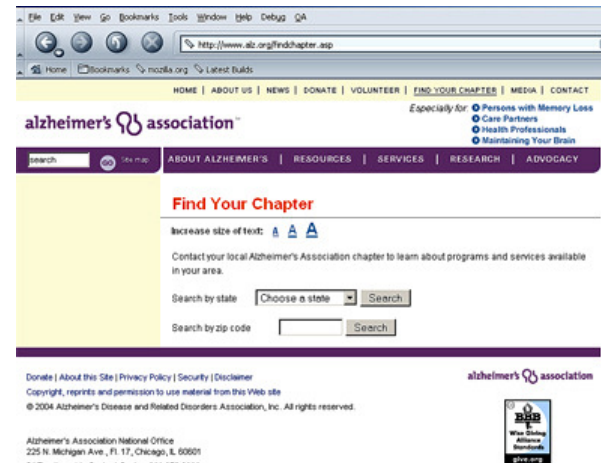 File Edit View Go Bookmarks Tools Window Help Debug QA
http://www.alz.org/findchapter.asp
Home Bookmarks mozilla.org Latest Builds
HOME | ABOUT US | NEWS | DONATE | VOLUNTEER | FIND YOUR CHAPTER | MEDIA | CONTACT
Especially for: Persons with Memory Loss
Care Partners
Health Professionals
Maintaining Your Brain
alzheimer's association™
search GO Site map ABOUT ALZHEIMER'S | RESOURCES | SERVICES | RESEARCH | ADVOCACY
Find Your Chapter
Increase size of text: A A A
Contact your local Alzheimer's Association chapter to learn about programs and services available
in your area.
Search by state Choose a state Search
Search by zip code Search
Donate | About this Site | Privacy Policy | Security | Disclaimer
Copyright, reprints and permission to use material from this Web site
© 2004 Alzheimer's Disease and Related Disorders Association, Inc. All rights reserved.
alzheimer's association
BBB
Wise Giving
Alliance
Standards
give.org
Alzheimer's Association National Office
225 N. Michigan Ave., Fl. 17, Chicago, IL 60601